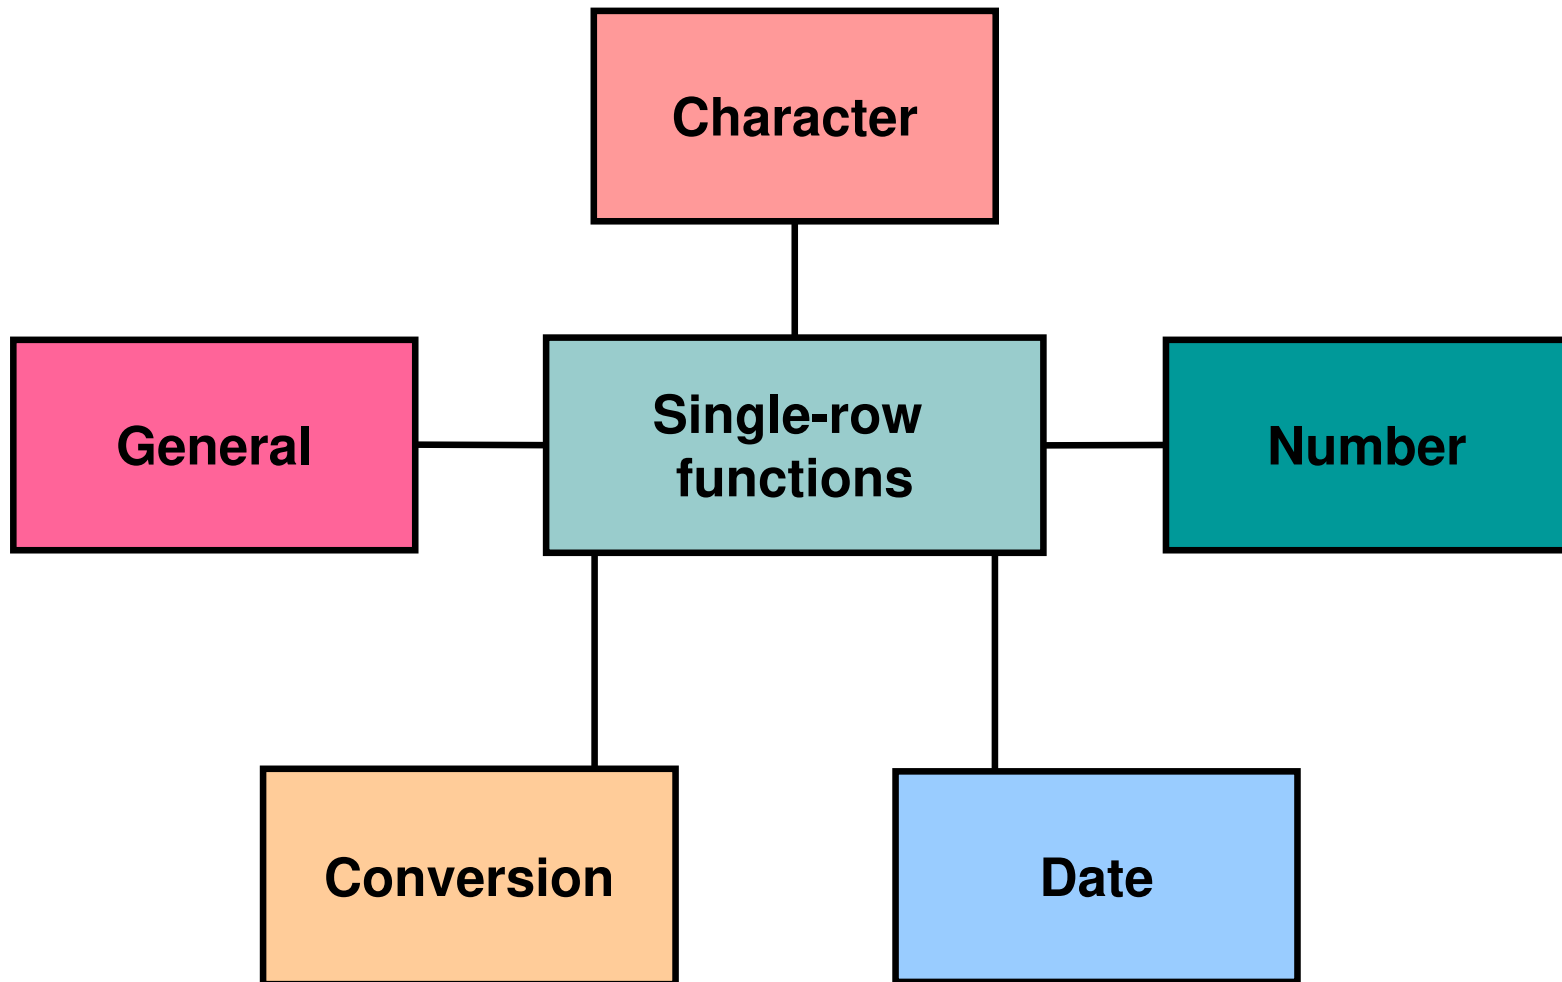 Character
General
Single-row
functions
Number
Conversion
Date